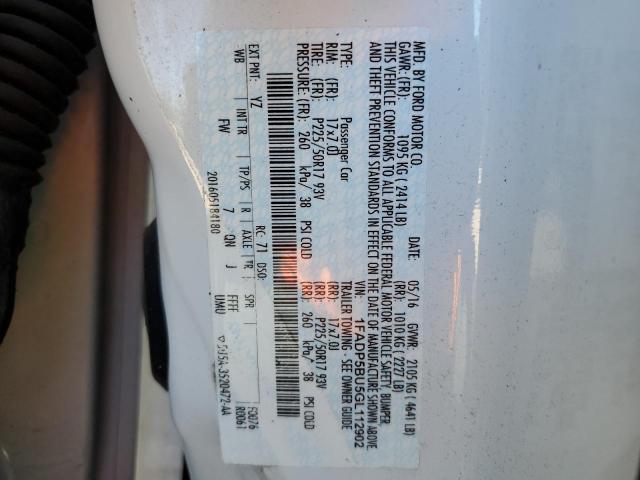 MFD. BY FORD MOTOR CO.
DATE: 05/16 GVWR: 2105 KG ( 4641 LB)
GAWR: (FR): 1095 KG ( 2414 LB) (RR): 1010 KG ( 2227 LB)
THIS VEHICLE CONFORMS TO ALL APPLICABLE FEDERAL MOTOR VEHICLE SAFETY, BUMPER,
AND THEFT PREVENTION STANDARDS IN EFFECT ON THE DATE OF MANUFACTURE SHOWN ABOVE.
VIN: 1FADP5BU5GL112902
TYPE: Passenger Car TRAILER TOWING - SEE OWNER GUIDE
RIM: (FR): 17x7.0J (RR): 17x7.0J
TIRE: (FR): P225/50R17 93V (RR): P225/50R17 93V
PRESSURE: (FR): 260 kPa/ 38 PSI COLD (RR): 260 kPa/ 38 PSI COLD
EXT PNT: YZ RC: 71 DSO:
WB INT TR TP/PS R AXLE TR SPR
FW 7 QN J FFFF
201605184180 UMU
F0076
R0061